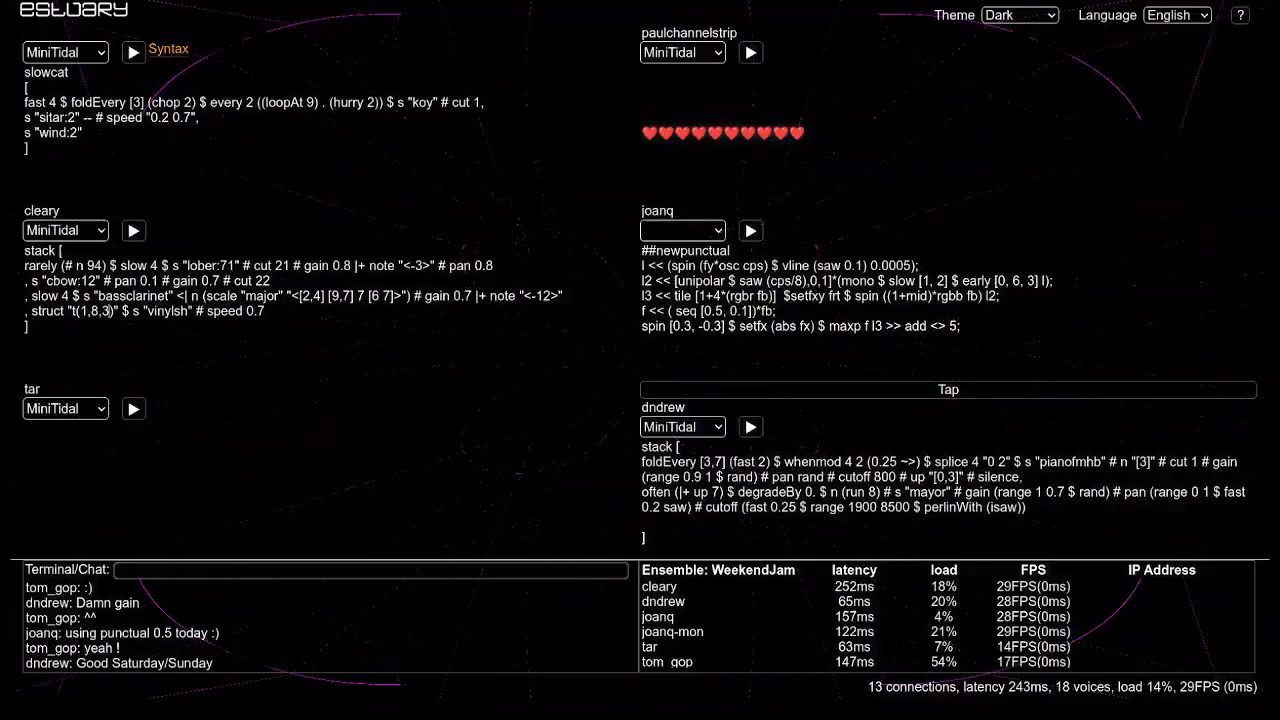 estuary
Theme Dark Language English ?
MiniTidal Syntax
slowcat
[
fast 4 $ foldEvery [3] (chop 2) $ every 2 ((loopAt 9) . (hurry 2)) $ s "koy" # cut 1,
s "sitar:2" -- # speed "0.2 0.7",
s "wind:2"
]
paulchannelstrip
MiniTidal
❤️❤️❤️❤️❤️❤️❤️❤️❤️❤️
cleary
MiniTidal
stack [
rarely (# n 94) $ slow 4 $ s "lober:71" # cut 21 # gain 0.8 |+ note "<-3>" # pan 0.8
, s "cbow:12" # pan 0.1 # gain 0.7 # cut 22
, slow 4 $ s "bassclarinet" <| n (scale "major" "<[2,4] [9,7] 7 [6 7]>") # gain 0.7 |+ note "<-12>"
, struct "t(1,8,3)" $ s "vinylsh" # speed 0.7
]
joanq
##newpunctual
l << (spin (fy*osc cps) $ vline (saw 0.1) 0.0005);
l2 << [unipolar $ saw (cps/8),0,1]*(mono $ slow [1, 2] $ early [0, 6, 3] l);
l3 << tile [1+4*(rgbr fb)]  $setfxy frt $ spin ((1+mid)*rgbb fb) l2;
f << ( seq [0.5, 0.1])*fb;
spin [0.3, -0.3] $ setfx (abs fx) $ maxp f l3 >> add <> 5;
tar
MiniTidal
Tap
dndrew
MiniTidal
stack [
foldEvery [3,7] (fast 2) $ whenmod 4 2 (0.25 ~>) $ splice 4 "0 2" $ s "pianofmhb" # n "[3]" # cut 1 # gain
(range 0.9 1 $ rand) # pan rand # cutoff 800 # up "[0,3]" # silence,
often (|+ up 7) $ degradeBy 0. $ n (run 8) # s "mayor" # gain (range 1 0.7 $ rand) # pan (range 0 1 $ fast
0.2 saw) # cutoff (fast 0.25 $ range 1900 8500 $ perlinWith (isaw))
]
Terminal/Chat:
tom_gop: :)
dndrew: Damn gain
tom_gop: ^^
joanq: using punctual 0.5 today :)
tom_gop: yeah !
dndrew: Good Saturday/Sunday
Ensemble: WeekendJam latency load FPS IP Address
cleary 252ms 18% 29FPS(0ms)
dndrew 65ms 20% 28FPS(0ms)
joanq 157ms 4% 28FPS(0ms)
joanq-mon 122ms 21% 29FPS(0ms)
tar 63ms 7% 14FPS(0ms)
tom_gop 147ms 54% 17FPS(0ms)
13 connections, latency 243ms, 18 voices, load 14%, 29FPS (0ms)